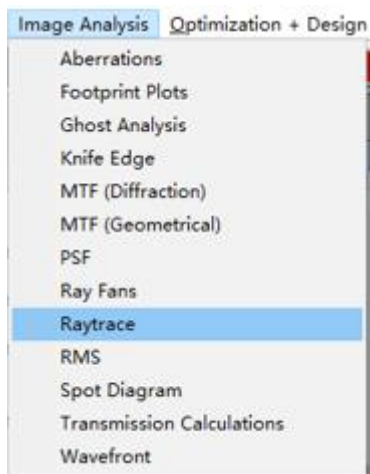 Image Analysis Optimization + Design
Aberrations
Footprint Plots
Ghost Analysis
Knife Edge
MTF (Diffraction)
MTF (Geometrical)
PSF
Ray Fans
Raytrace
RMS
Spot Diagram
Transmission Calculations
Wavefront